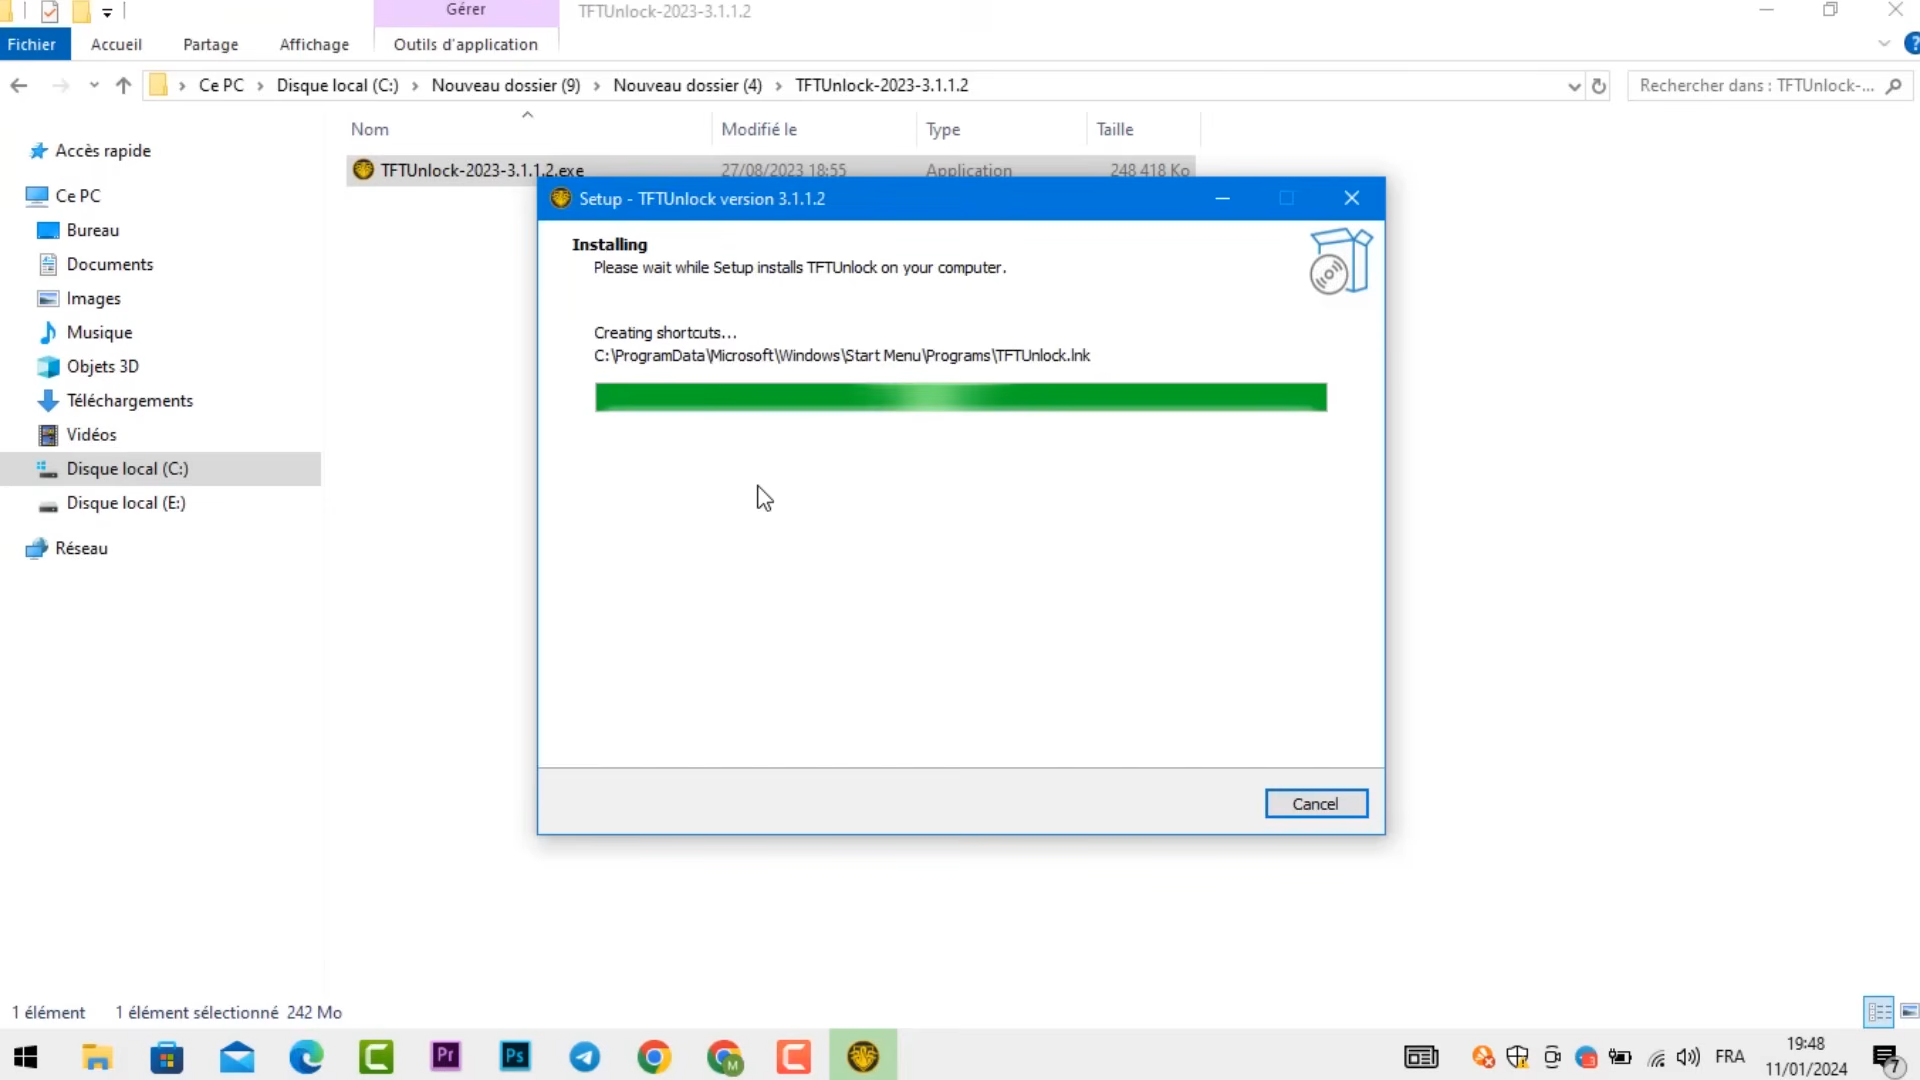 Gérer
TFTUnlock-2023-3.1.1.2
Fichier
Accueil
Partage
Affichage
Outils d'application
Ce PC
Disque local (C:)
Nouveau dossier (9)
Nouveau dossier (4)
TFTUnlock-2023-3.1.1.2
Rechercher dans : TFTUnlock-...
Nom
Modifié le
Type
Taille
TFTUnlock-2023-3.1.1.2.exe
27/08/2023 18:55
Application
248 418 Ko
Accès rapide
Ce PC
Bureau
Documents
Images
Musique
Objets 3D
Téléchargements
Vidéos
Disque local (C:)
Disque local (E:)
Réseau
Setup - TFTUnlock version 3.1.1.2
Installing
Please wait while Setup installs TFTUnlock on your computer.
Creating shortcuts...
C:\ProgramData\Microsoft\Windows\Start Menu\Programs\TFTUnlock.lnk
Cancel
1 élément
1 élément sélectionné 242 Mo
Pr
Ps
M
3
FRA
19:48
11/01/2024
7